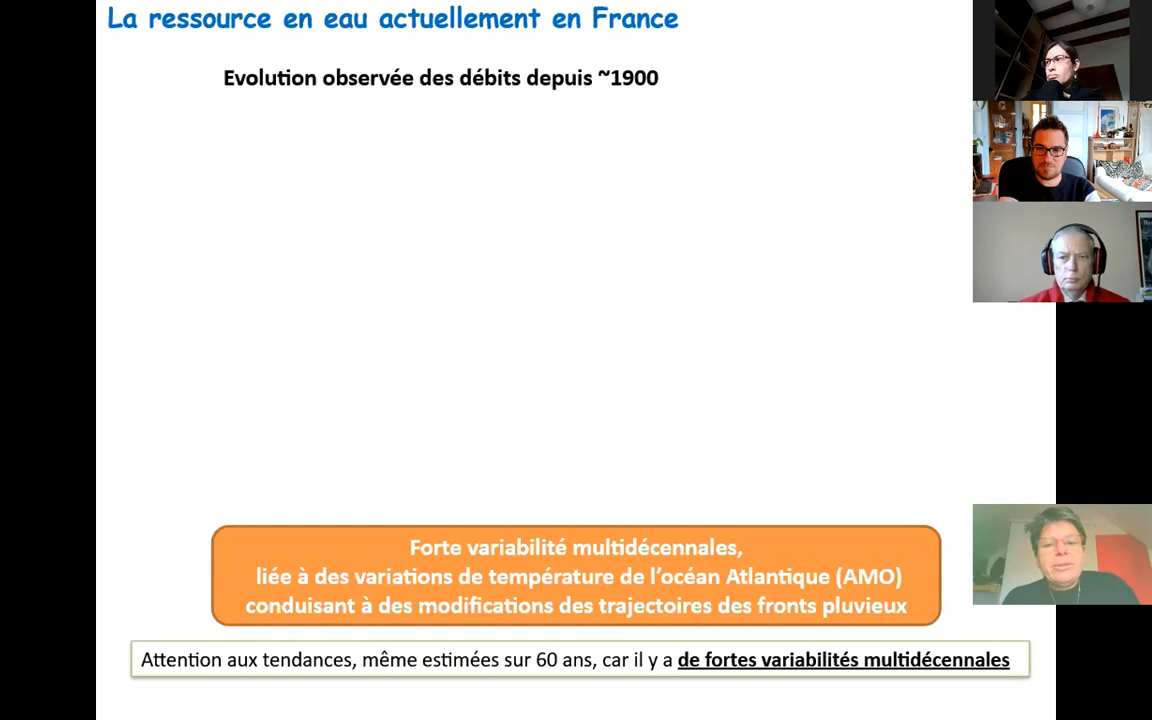 La ressource en eau actuellement en France
Evolution observée des débits depuis ~1900
Forte variabilité multidécennales,
liée à des variations de température de l'océan Atlantique (AMO)
conduisant à des modifications des trajectoires des fronts pluvieux
Attention aux tendances, même estimées sur 60 ans, car il y a de fortes variabilités multidécennales